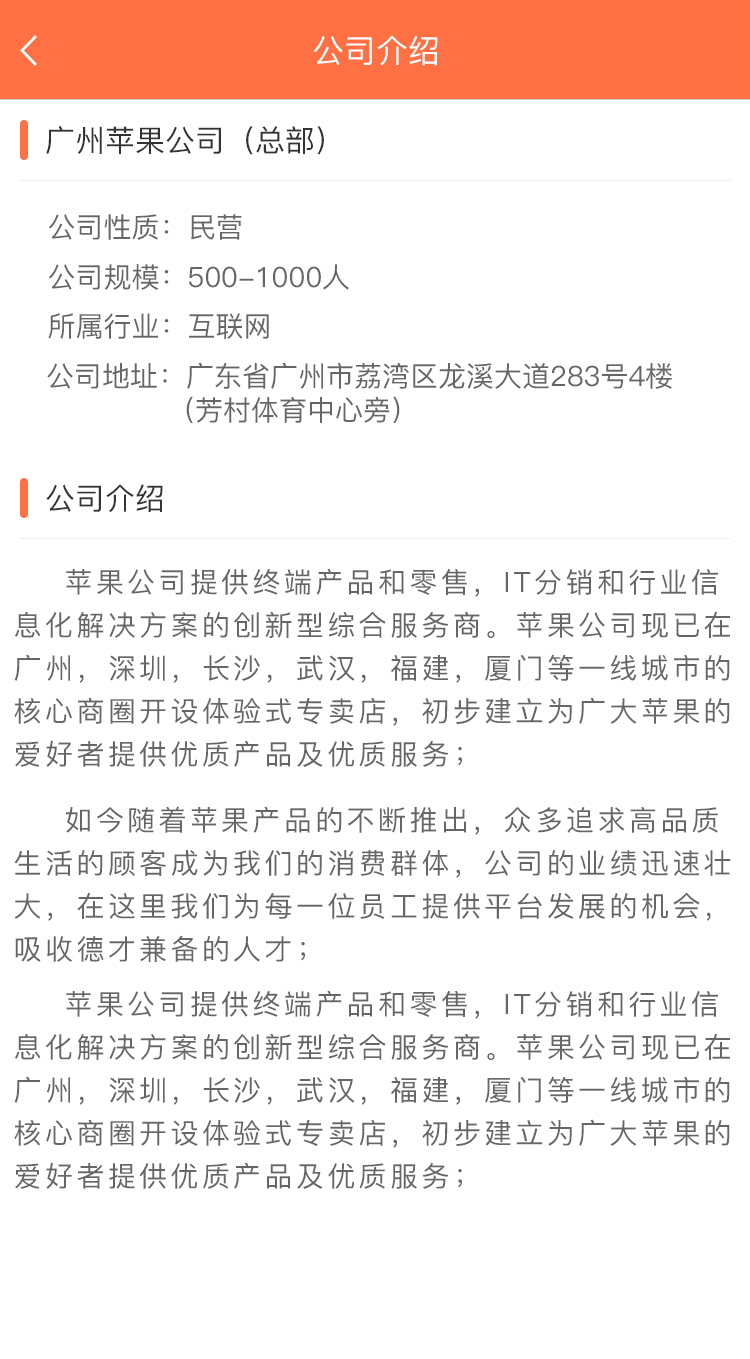 公司介绍
广州苹果公司（总部）
公司性质：民营
公司规模：500-1000人
所属行业：互联网
公司地址：广东省广州市荔湾区龙溪大道283号4楼
（芳村体育中心旁）
公司介绍
苹果公司提供终端产品和零售，IT分销和行业信
息化解决方案的创新型综合服务商。苹果公司现已在
广州，深圳，长沙，武汉，福建，厦门等一线城市的
核心商圈开设体验式专卖店，初步建立为广大苹果的
爱好者提供优质产品及优质服务；
如今随着苹果产品的不断推出，众多追求高品质
生活的顾客成为我们的消费群体，公司的业绩迅速壮
大，在这里我们为每一位员工提供平台发展的机会，
吸收德才兼备的人才；
苹果公司提供终端产品和零售，IT分销和行业信
息化解决方案的创新型综合服务商。苹果公司现已在
广州，深圳，长沙，武汉，福建，厦门等一线城市的
核心商圈开设体验式专卖店，初步建立为广大苹果的
爱好者提供优质产品及优质服务；